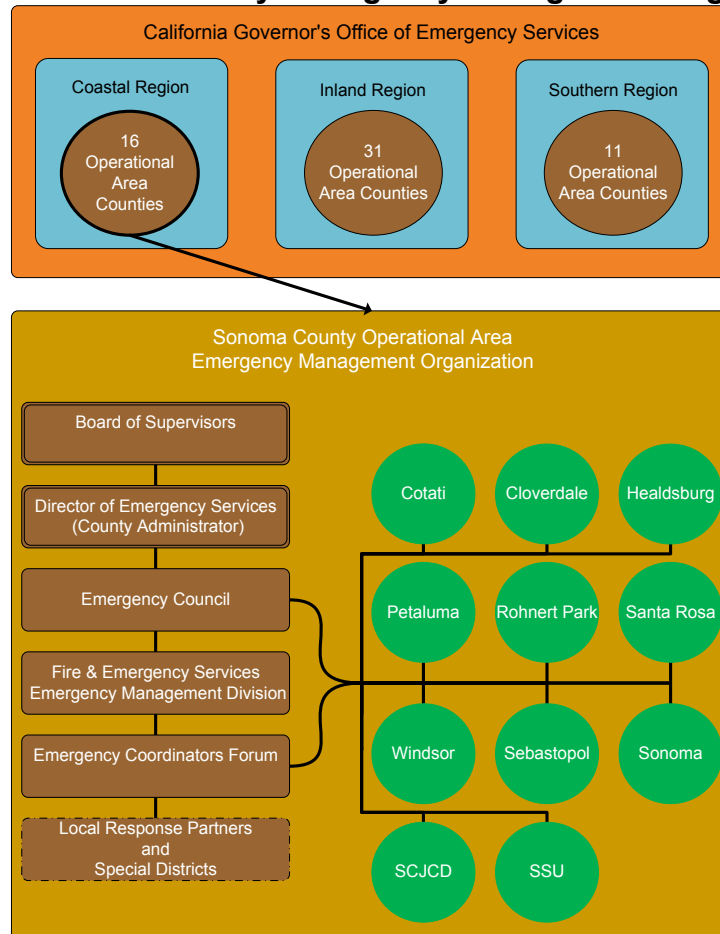 California Governor's Office of Emergency Services
Coastal Region
16
Operational
Area
Counties
Inland Region
31
Operational
Area Counties
Southern Region
11
Operational
Area Counties
Sonoma County Operational Area
Emergency Management Organization
Board of Supervisors
Director of Emergency Services
(County Administrator)
Emergency Council
Fire & Emergency Services
Emergency Management Division
Emergency Coordinators Forum
Local Response Partners
and
Special Districts
Cotati
Cloverdale
Healdsburg
Petaluma
Rohnert Park
Santa Rosa
Windsor
Sebastopol
Sonoma
SCJCD
SSU